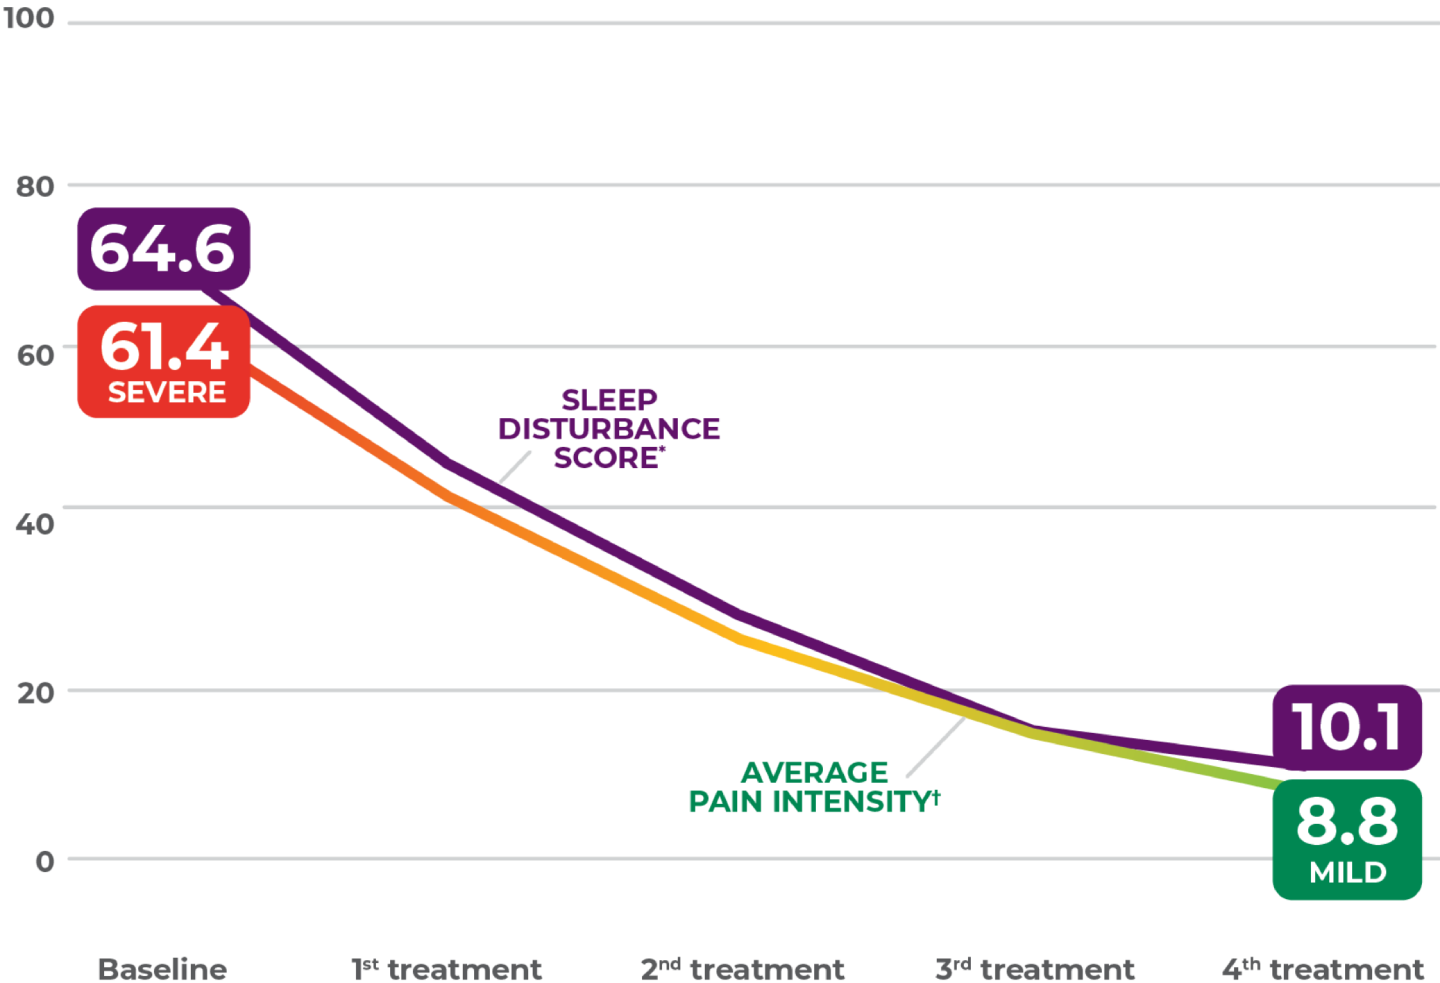 100
80
64.6
61.4
SEVERE
60
SLEEP
DISTURBANCE
SCORE*
40
20
10.1
AVERAGE
PAIN INTENSITY†
8.8
MILD
0
Baseline
1st treatment
2nd treatment
3rd treatment
4th treatment